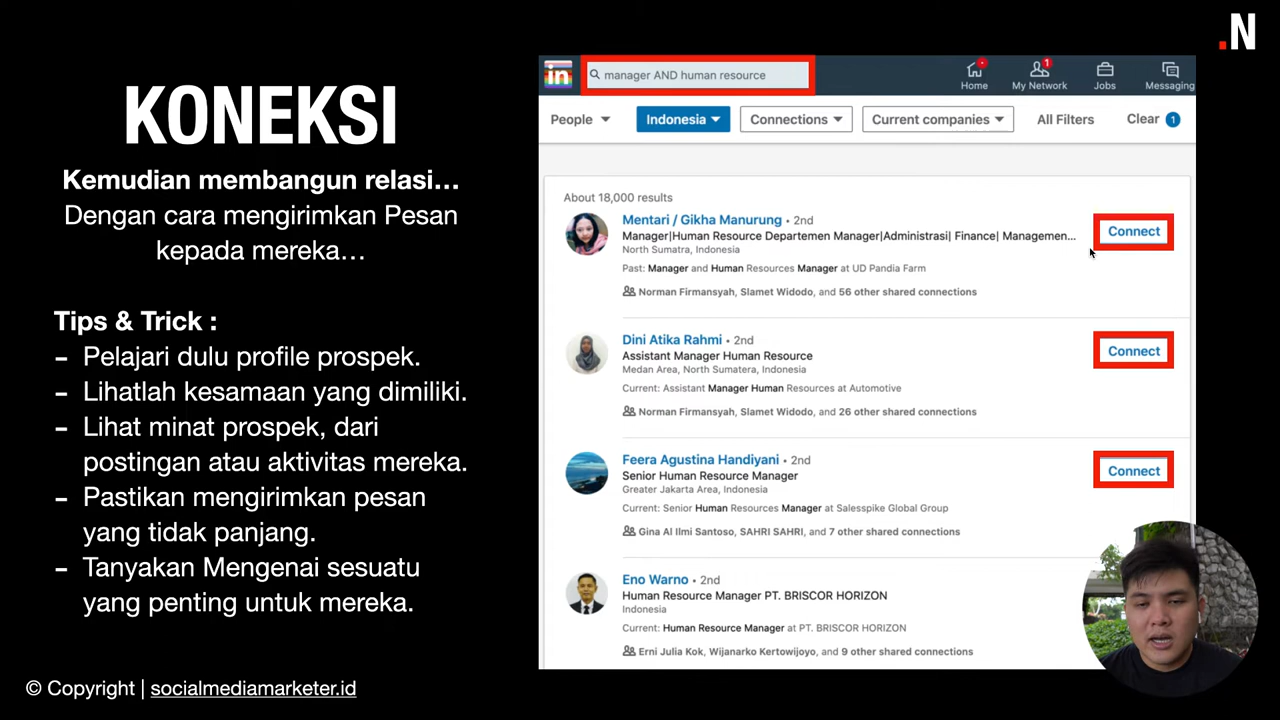 .N
KONEKSI
Kemudian membangun relasi...
Dengan cara mengirimkan Pesan
kepada mereka...
Tips & Trick :
- Pelajari dulu profile prospek.
- Lihatlah kesamaan yang dimiliki.
- Lihat minat prospek, dari
postingan atau aktivitas mereka.
- Pastikan mengirimkan pesan
yang tidak panjang.
- Tanyakan Mengenai sesuatu
yang penting untuk mereka.
© Copyright | socialmediamarketer.id
in manager AND human resource
Home 1 My Network Jobs Messaging
People Indonesia Connections Current companies All Filters Clear 1
About 18,000 results
Mentari / Gikha Manurung • 2nd
Manager|Human Resource Departemen Manager|Administrasi| Finance| Managemen...
North Sumatra, Indonesia
Past: Manager and Human Resources Manager at UD Pandia Farm
Norman Firmansyah, Slamet Widodo, and 56 other shared connections
Connect
Dini Atika Rahmi • 2nd
Assistant Manager Human Resource
Medan Area, North Sumatera, Indonesia
Current: Assistant Manager Human Resources at Automotive
Norman Firmansyah, Slamet Widodo, and 26 other shared connections
Connect
Feera Agustina Handiyani • 2nd
Senior Human Resource Manager
Greater Jakarta Area, Indonesia
Current: Senior Human Resources Manager at Salesspike Global Group
Gina Al Ilmi Santoso, SAHRI SAHRI, and 7 other shared connections
Connect
Eno Warno • 2nd
Human Resource Manager PT. BRISCOR HORIZON
Indonesia
Current: Human Resource Manager at PT. BRISCOR HORIZON
Erni Julia Kok, Wijanarko Kertowijoyo, and 9 other shared connections